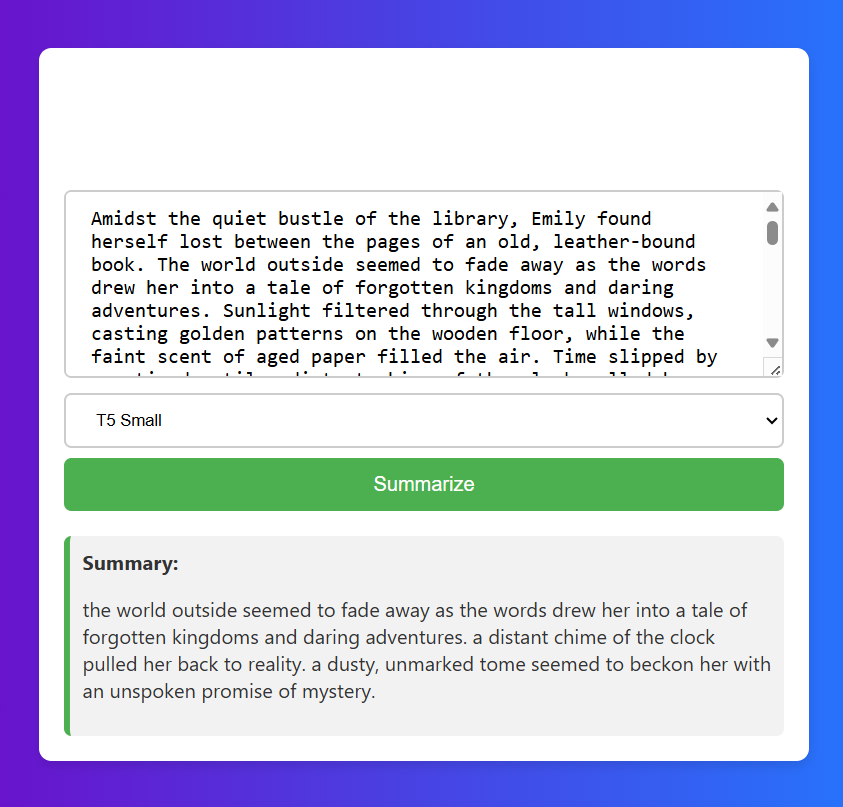 Amidst the quiet bustle of the library, Emily found
herself lost between the pages of an old, leather-bound
book. The world outside seemed to fade away as the words
drew her into a tale of forgotten kingdoms and daring
adventures. Sunlight filtered through the tall windows,
casting golden patterns on the wooden floor, while the
faint scent of aged paper filled the air. Time slipped by
T5 Small
Summarize
Summary:
the world outside seemed to fade away as the words drew her into a tale of
forgotten kingdoms and daring adventures. a distant chime of the clock
pulled her back to reality. a dusty, unmarked tome seemed to beckon her with
an unspoken promise of mystery.